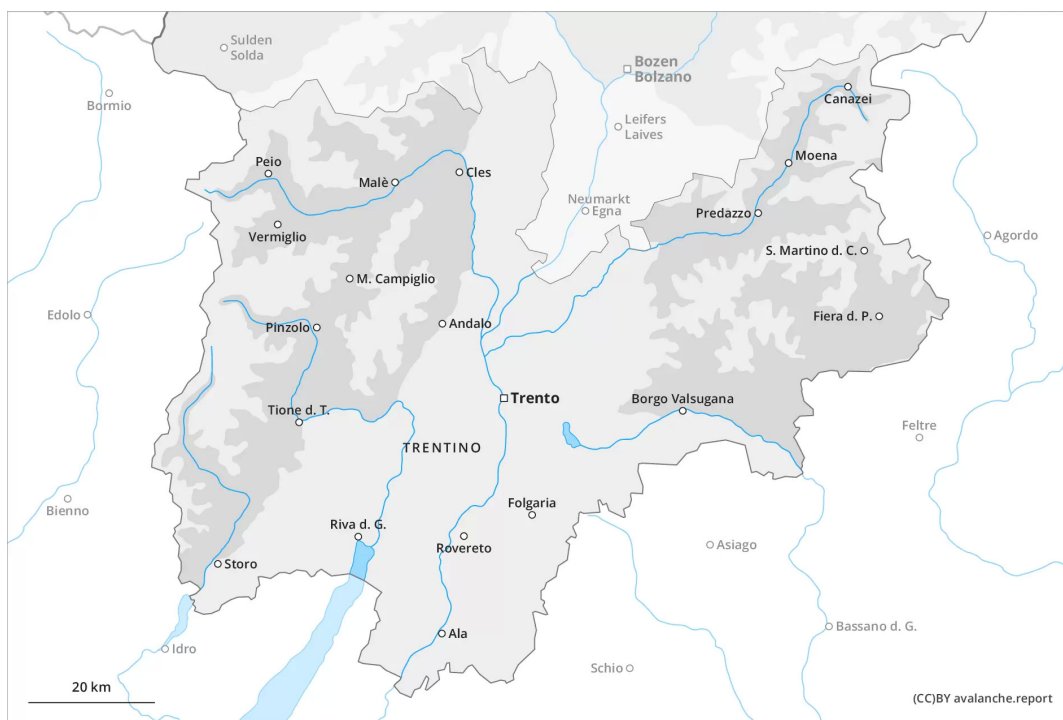 Sulden
Solda
Bozen
Bolzano
Bormio
Canazei
Leifers
Laives
Moena
Peio
Malè
Cles
Neumarkt
Egna
Predazzo
Vermiglio
S. Martino d. C.
Agordo
M. Campiglio
Edolo
Pinzolo
Andalo
Fiera d. P.
Trento
Borgo Valsugana
Tione d. T.
Feltre
TRENTINO
Bienno
Folgaria
Riva d. G.
Rovereto
Asiago
Storo
Ala
Bassano d. G.
Idro
Schio
20 km
(CC)BY avalanche.report